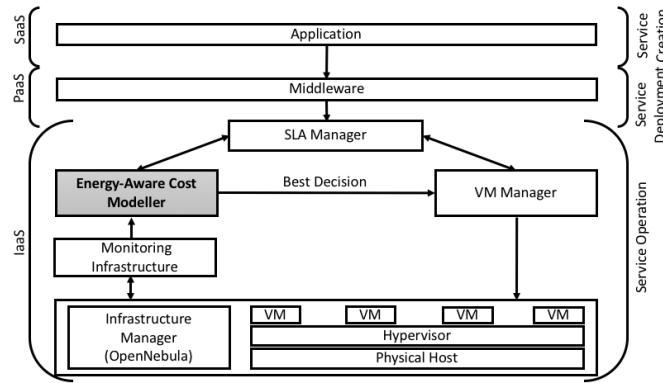 SaaS
Application
Service
Creation
PaaS
Middleware
Service
Deployment
IaaS
SLA Manager
Energy-Aware Cost
Modeller
Best Decision
VM Manager
Service Operation
Monitoring
Infrastructure
Infrastructure
Manager
(OpenNebula)
VM
VM
VM
VM
Hypervisor
Physical Host